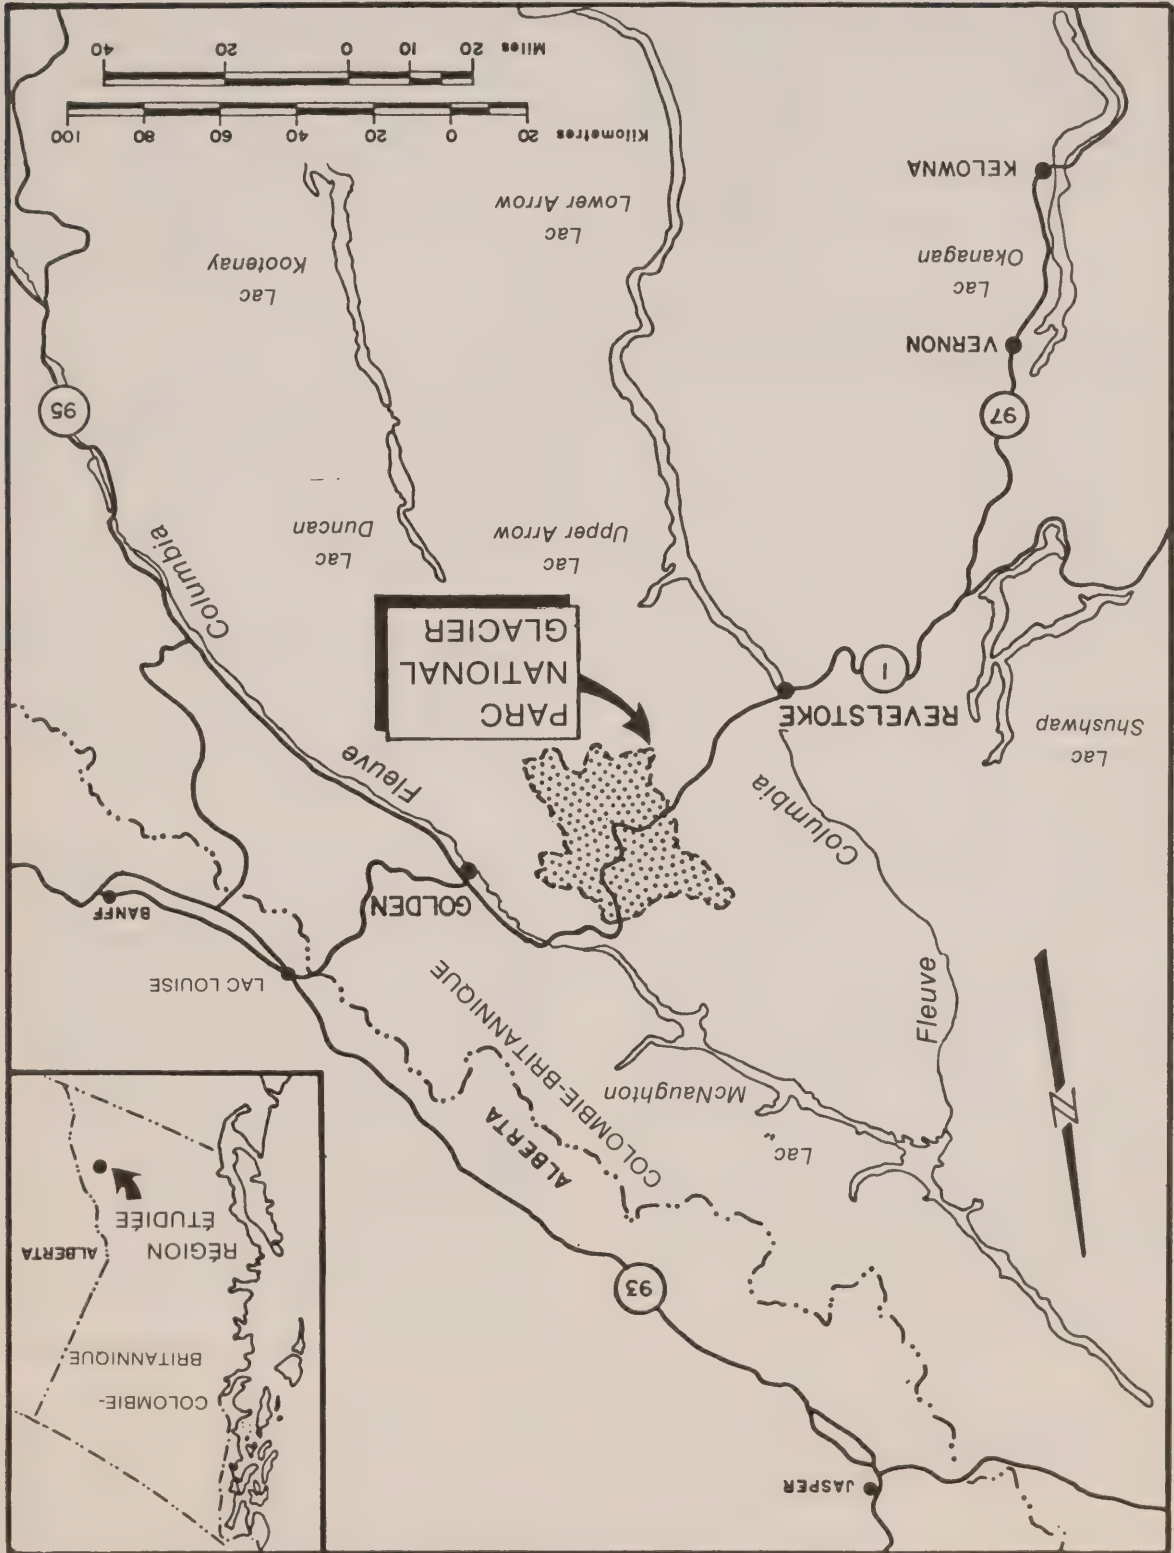 JASPER
COLOMBIE-
BRITANNIQUE
93
RÉGION
ÉTUDIÉE
ALBERTA
ALBERTA
COLOMBIE-BRITANNIQUE
Lac
McNaughton
N
LAC LOUISE
Fleuve
Columbia
BANFF
GOLDEN
Fleuve
Columbia
Lac
Shushwap
REVELSTOKE
1
PARC
NATIONAL
GLACIER
Lac
Upper Arrow
Lac
Duncan
97
95
VERNON
Lac
Okanagan
KELOWNA
Lac
Lower Arrow
Lac
Kootenay
Kilometres
20 0 20 40 60 80 100
20 Miles 10 0 20 40